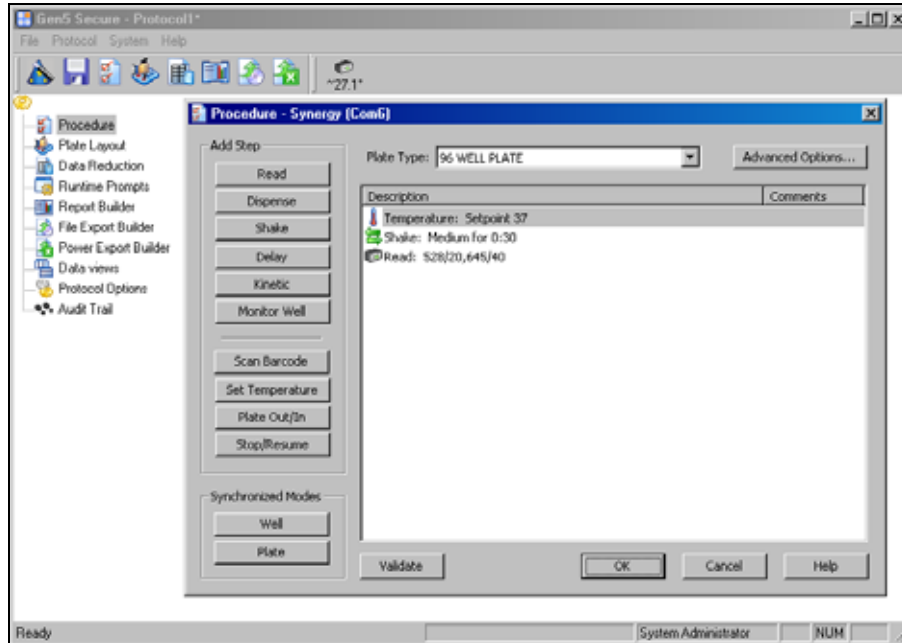 Gen5 Secure - Protocol1*
File Protocol System Help
~27.1°
Procedure
Plate Layout
Data Reduction
Runtime Prompts
Report Builder
File Export Builder
Power Export Builder
Data views
Protocol Options
Audit Trail
Procedure - Synergy (Com6)
Add Step
Read
Dispense
Shake
Delay
Kinetic
Monitor Well
Scan Barcode
Set Temperature
Plate Out/In
Stop/Resume
Synchronized Modes
Well
Plate
Plate Type: 96 WELL PLATE
Advanced Options...
Description Comments
Temperature: Setpoint 37
Shake: Medium for 0:30
Read: 528/20,645/40
Validate OK Cancel Help
Ready System Administrator NUM